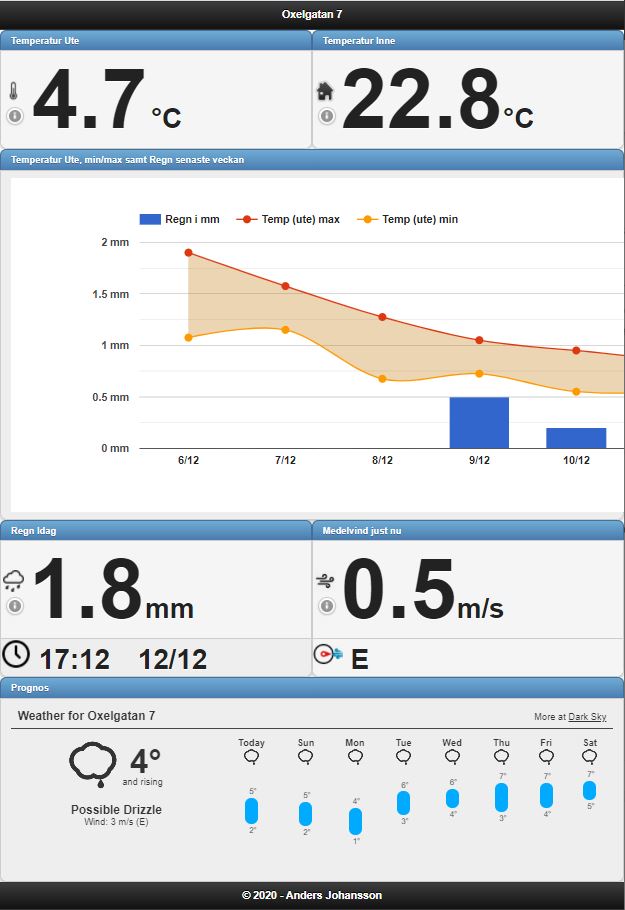 Oxelgatan 7
Temperatur Ute
Temperatur Inne
4.7 °C
22.8 °C
Temperatur Ute, min/max samt Regn senaste veckan
Regn i mm Temp (ute) max Temp (ute) min
2 mm
1.5 mm
1 mm
0.5 mm
0 mm
6/12 7/12 8/12 9/12 10/12
Regn Idag
Medelvind just nu
1.8 mm
0.5 m/s
17:12 12/12
E
Prognos
Weather for Oxelgatan 7
More at Dark Sky
4°
and rising
Possible Drizzle
Wind: 3 m/s (E)
Today Sun Mon Tue Wed Thu Fri Sat
5° 5° 4° 6° 6° 7° 7° 7°
2° 2° 1° 3° 4° 3° 4° 5°
© 2020 - Anders Johansson